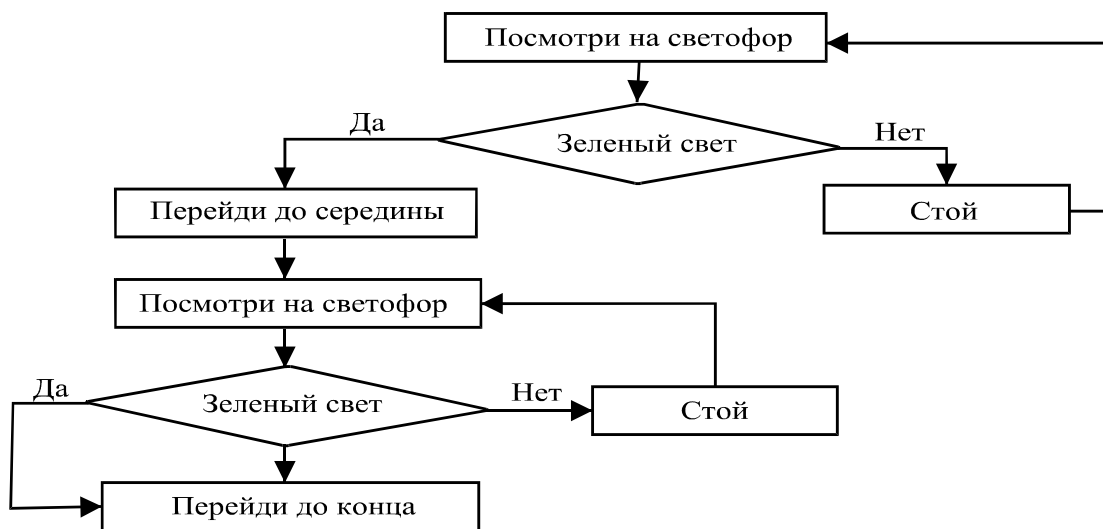 Посмотри на светофор
Да
Зеленый свет
Нет
Перейди до середины
Стой
Посмотри на светофор
Да
Зеленый свет
Нет
Стой
Перейди до конца